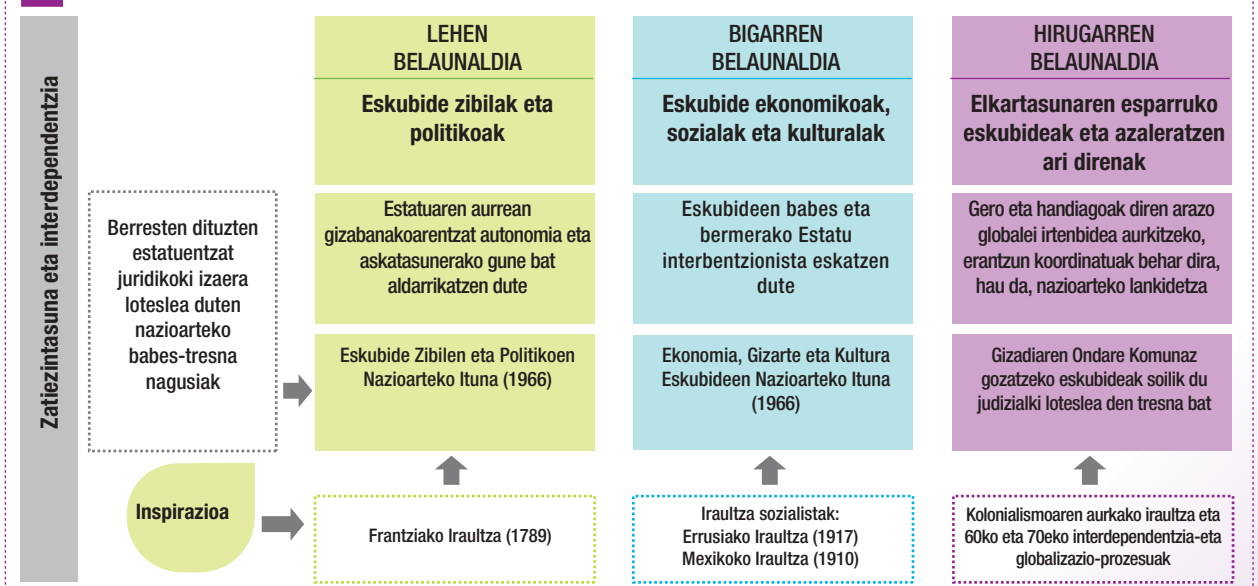 Zatiezintasuna eta interdependentzia
LEHEN
BELAUNALDIA
Eskubide zibilak eta
politikoak
BIGARREN
BELAUNALDIA
Eskubide ekonomikoak,
sozialak eta kulturalak
HIRUGARREN
BELAUNALDIA
Elkartasunaren esparruko
eskubideak eta azaleratzen
ari direnak
Berresten dituzten
estatuentzat
juridikoki izaera
loteslea duten
nazioarteko
babes-tresna
nagusiak
Estatuaren aurrean
gizabanakoarentzat autonomia eta
askatasunerako gune bat
aldarrikatzen dute
Eskubideen babes eta
bermerako Estatu
interbentzionista eskatzen
dute
Gero eta handiagoak diren arazo
globalei irtenbidea aurkitzeko,
erantzun koordinatuak behar dira,
hau da, nazioarteko lankidetza
Eskubide Zibilen eta Politikoen
Nazioarteko Ituna (1966)
Ekonomia, Gizarte eta Kultura
Eskubideen Nazioarteko Ituna
(1966)
Gizadiaren Ondare Komunaz
gozatzeko eskubideak soilik du
judizialki loteslea den tresna bat
Inspirazioa
Frantziako Iraultza (1789)
Iraultza sozialistak:
Errusiako Iraultza (1917)
Mexikoko Iraultza (1910)
Kolonialismoaren aurkako iraultza eta
60ko eta 70eko interdependentzia-eta
globalizazio-prozesuak